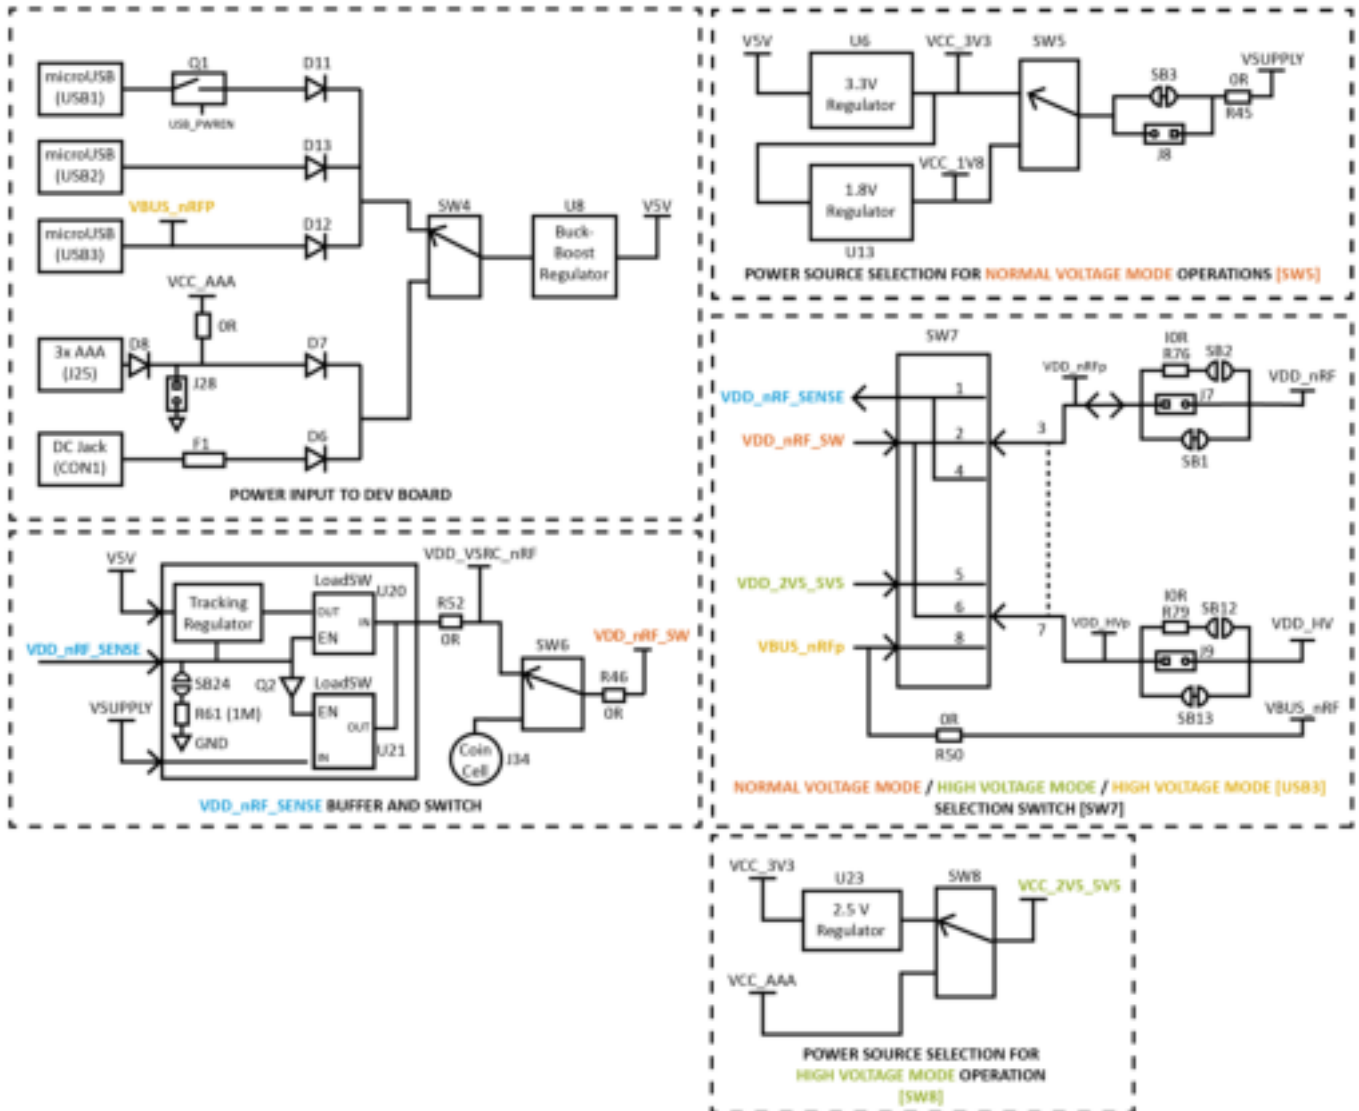 microUSB
(USB1)
Q1
USB_PWREN
D11
microUSB
(USB2)
D13
VBUS_nRFP
microUSB
(USB3)
D12
SW4
U8
Buck-
Boost
Regulator
V5V
VCC_AAA
0R
3x AAA
(J25)
D8
J28
D7
DC Jack
(CON1)
F1
D6
POWER INPUT TO DEV BOARD
V5V
U6
3.3V
Regulator
VCC_3V3
SW5
SB3
0R
R45
VSUPPLY
J8
1.8V
Regulator
U13
VCC_1V8
POWER SOURCE SELECTION FOR NORMAL VOLTAGE MODE OPERATIONS [SW5]
V5V
Tracking
Regulator
LoadSW
U20
OUT
IN
EN
VDD_nRF_SENSE
SB24
R61 (1M)
GND
Q2
LoadSW
EN
OUT
IN
U21
VSUPPLY
R52
0R
VDD_VSRC_nRF
SW6
VDD_nRF_SW
R46
0R
Coin
Cell
J34
VDD_nRF_SENSE BUFFER AND SWITCH
SW7
VDD_nRF_SENSE
1
VDD_nRF_SW
2
3
4
VDD_nRFp
10R
R76
SB2
J7
SB1
VDD_nRF
VDD_2V5_5V5
5
6
7
VBUS_nRFp
8
VDD_HVp
10R
R79
SB12
J9
SB13
VDD_HV
0R
R50
VBUS_nRF
NORMAL VOLTAGE MODE / HIGH VOLTAGE MODE / HIGH VOLTAGE MODE [USB3]
SELECTION SWITCH [SW7]
VCC_3V3
U23
2.5 V
Regulator
SW8
VCC_2V5_5V5
VCC_AAA
POWER SOURCE SELECTION FOR
HIGH VOLTAGE MODE OPERATION
[SW8]